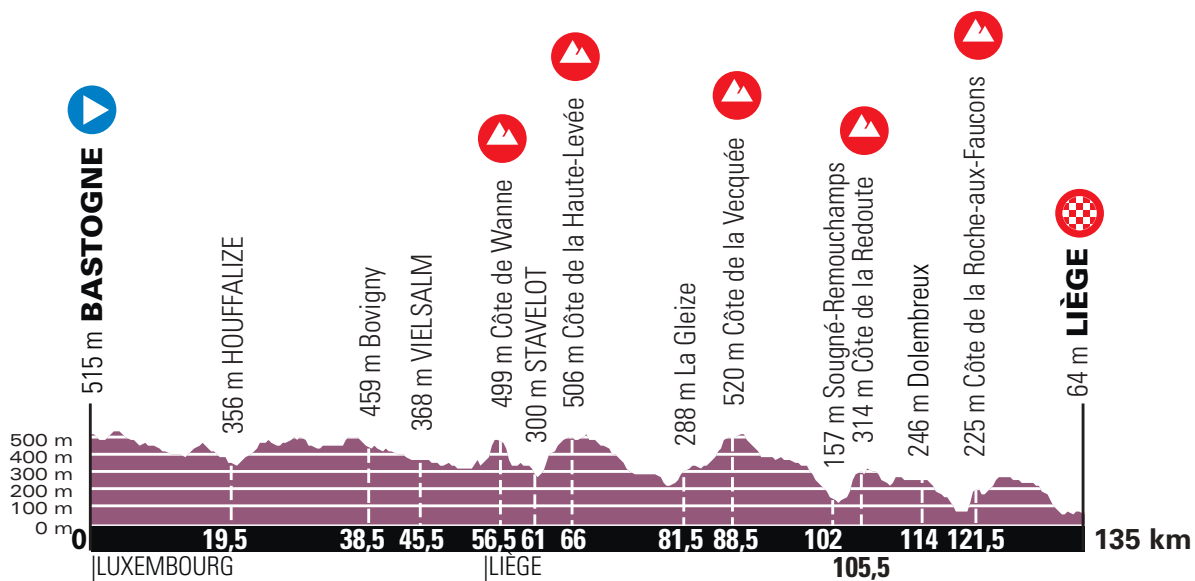 515 m BASTOGNE
356 m HOUFFALIZE
459 m Bovigny
368 m VIELSALM
499 m Côte de Wanne
300 m STAVELOT
506 m Côte de la Haute-Levée
288 m La Gleize
520 m Côte de la Vecquée
157 m Sougné-Remouchamps
314 m Côte de la Redoute
246 m Dolembreux
225 m Côte de la Roche-aux-Faucons
64 m LIÈGE
500 m
400 m
300 m
200 m
100 m
0 m
0 19,5 38,5 45,5 56,5 61 66 81,5 88,5 102 114 121,5 135 km
105,5
|LUXEMBOURG |LIÈGE